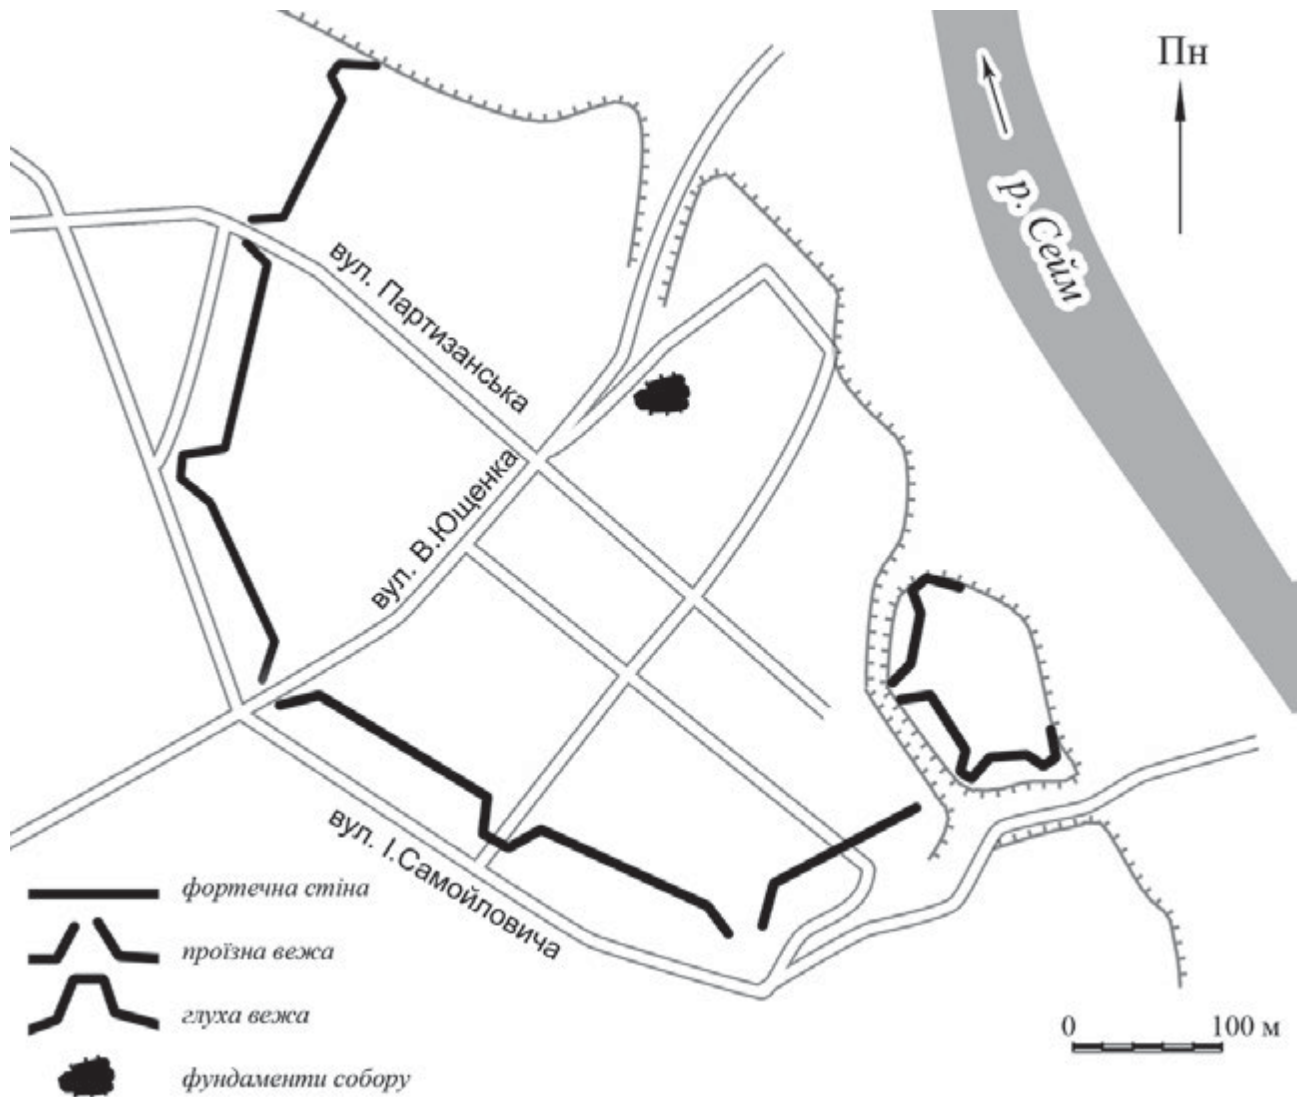 Пн
р. Сейм
вул. Партизанська
вул. В.Ющенка
вул. І.Самойловича
фортечна стіна
проїзна вежа
глуха вежа
фундаменти собору
0 100 м